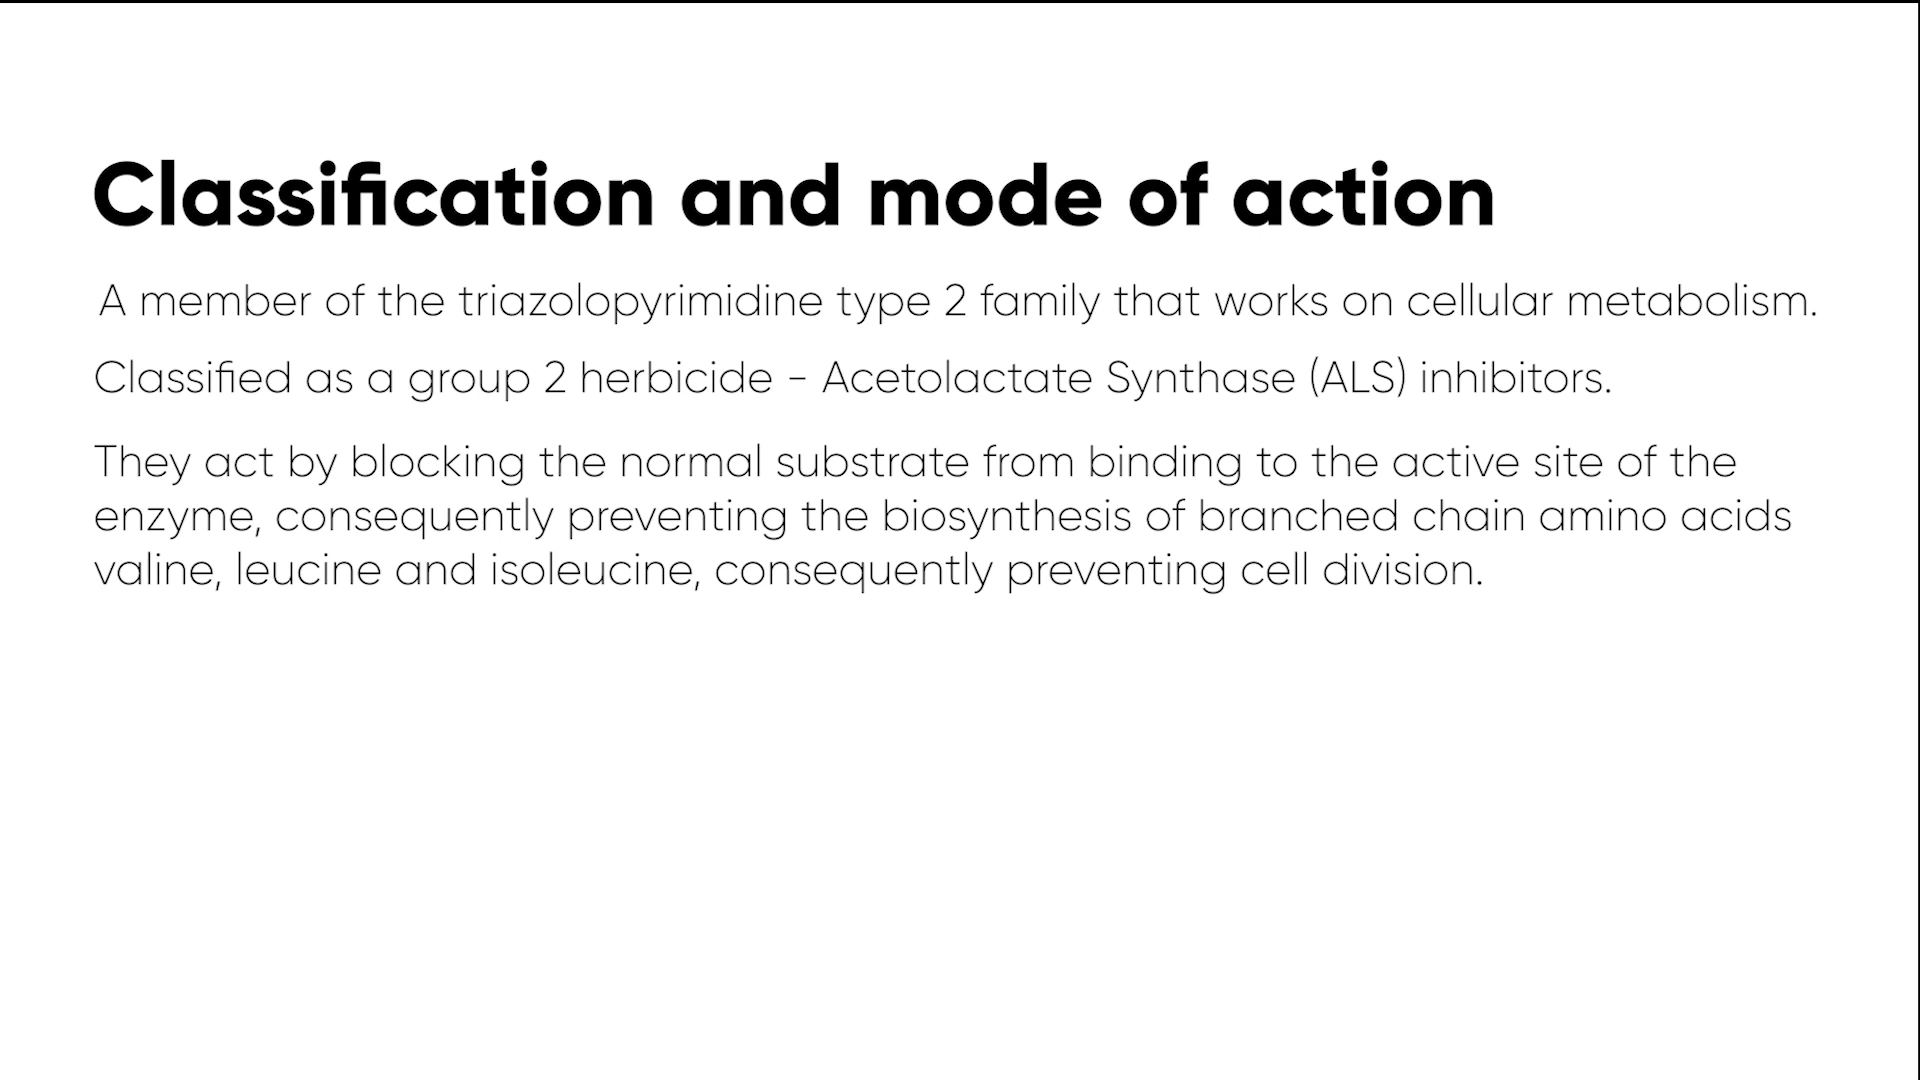 Classification and mode of action
A member of the triazolopyrimidine type 2 family that works on cellular metabolism.
Classified as a group 2 herbicide - Acetolactate Synthase (ALS) inhibitors.
They act by blocking the normal substrate from binding to the active site of the
enzyme, consequently preventing the biosynthesis of branched chain amino acids
valine, leucine and isoleucine, consequently preventing cell division.